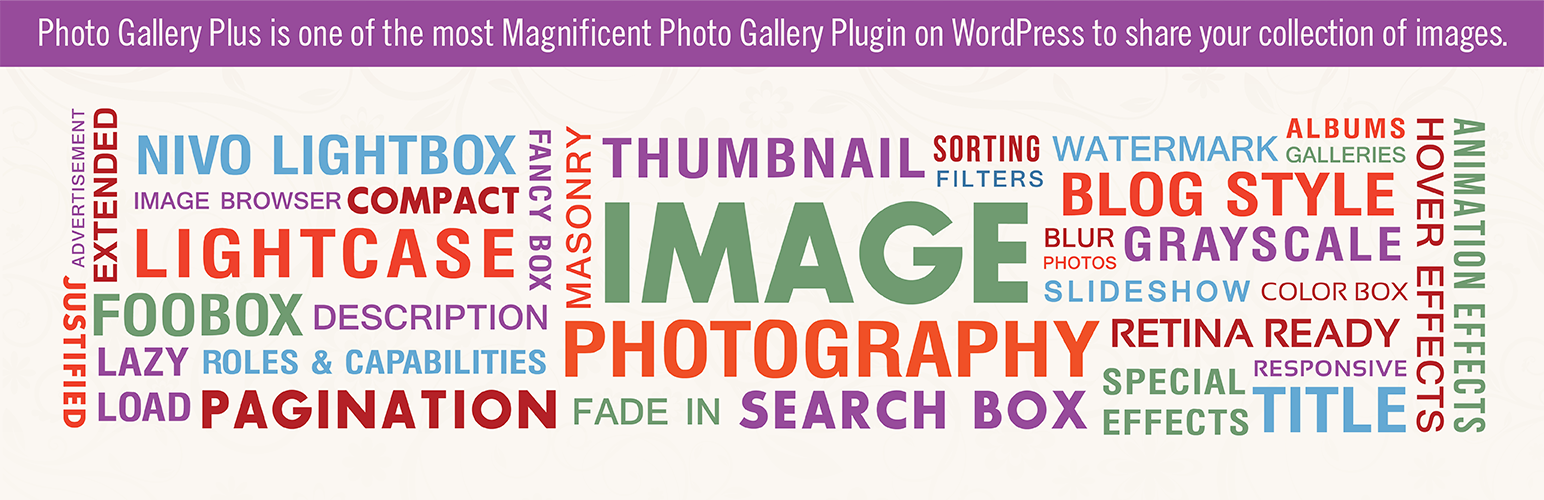 Photo Gallery Plus is one of the most Magnificent Photo Gallery Plugin on WordPress to share your collection of images.
ADVERTISEMENT
EXTENDED
JUSTIFIED
NIVO LIGHTBOX
IMAGE BROWSER
COMPACT
LIGHTCASE
FANCY BOX
FOOBOX
DESCRIPTION
LAZY
LOAD
ROLES & CAPABILITIES
PAGINATION
MASONRY
THUMBNAIL
IMAGE
PHOTOGRAPHY
FADE IN
SEARCH BOX
SORTING
FILTERS
WATERMARK
ALBUMS
GALLERIES
BLOG STYLE
BLUR
PHOTOS
GRAYSCALE
SLIDESHOW
COLOR BOX
RETINA READY
SPECIAL
EFFECTS
RESPONSIVE
TITLE
HOVER EFFECTS
ANIMATION EFFECTS